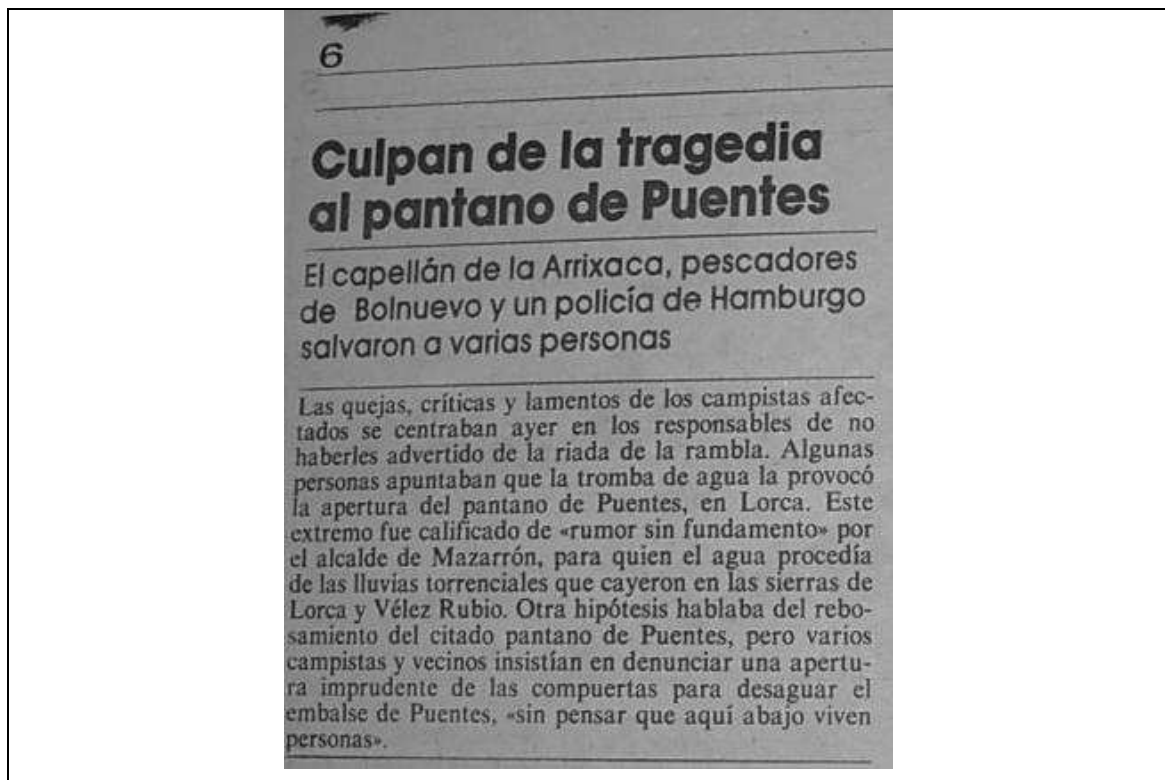 6
Culpan de la tragedia
al pantano de Puentes
El capellán de la Arrixaca, pescadores
de Bolnuevo y un policía de Hamburgo
salvaron a varias personas
Las quejas, críticas y lamentos de los campistas afec-
tados se centraban ayer en los responsables de no
haberles advertido de la riada de la rambla. Algunas
personas apuntaban que la tromba de agua la provocó
la apertura del pantano de Puentes, en Lorca. Este
extremo fue calificado de «rumor sin fundamento» por
el alcalde de Mazarrón, para quien el agua procedía
de las lluvias torrenciales que cayeron en las sierras de
Lorca y Vélez Rubio. Otra hipótesis hablaba del rebo-
samiento del citado pantano de Puentes, pero varios
campistas y vecinos insistían en denunciar una apertu-
ra imprudente de las compuertas para desaguar el
embalse de Puentes, «sin pensar que aquí abajo viven
personas».